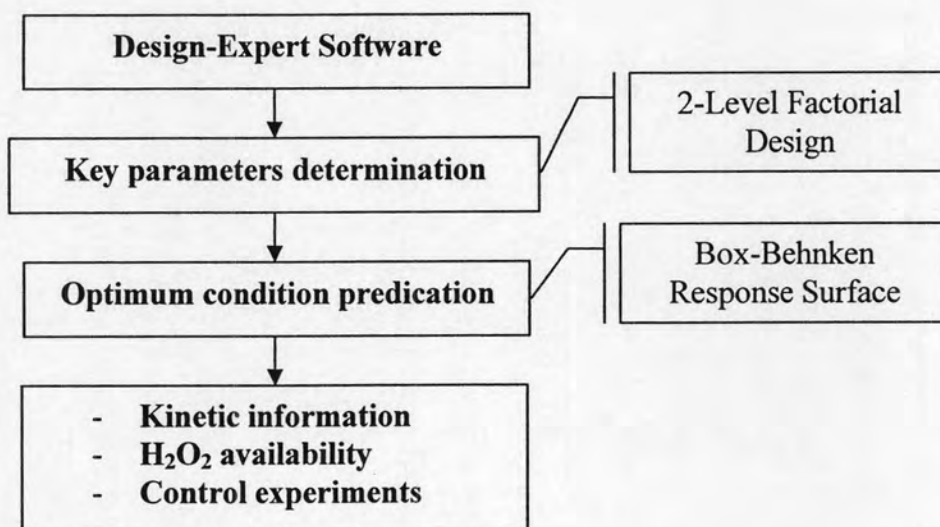 Design-Expert Software
2-Level Factorial
Design
Key parameters determination
Box-Behnken
Response Surface
Optimum condition predication
- Kinetic information
- H₂O₂ availability
- Control experiments